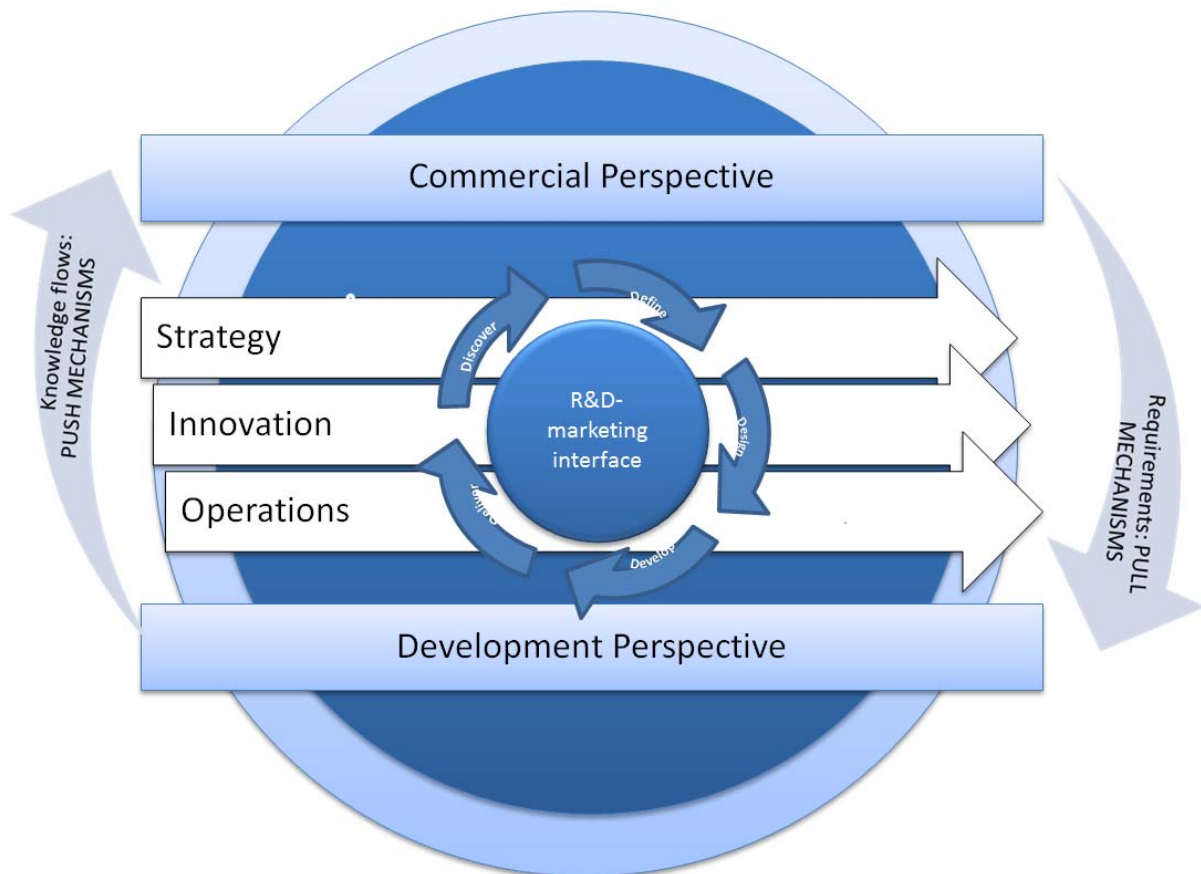 Commercial Perspective
Knowledge flows:
PUSH MECHANISMS
Strategy
Innovation
Operations
Discover
Define
Design
Develop
Deliver
R&D-
marketing
interface
Requirements: PULL
MECHANISMS
Development Perspective